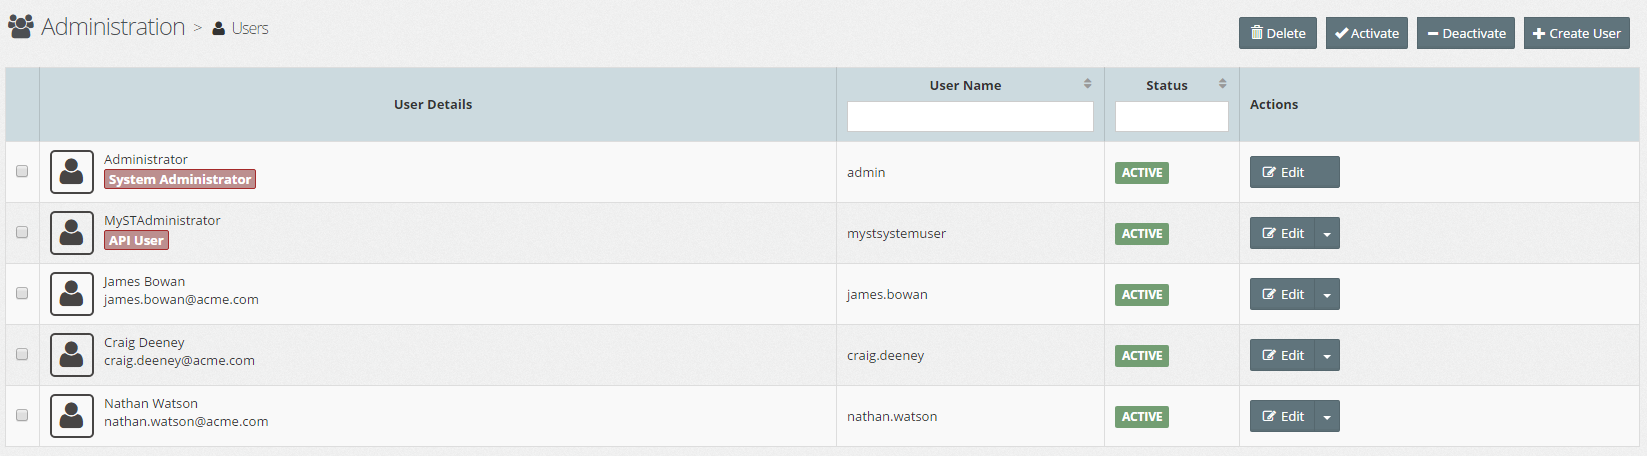 Administration > Users
Delete
Activate
Deactivate
Create User
User Details
User Name
Status
Actions
Administrator
System Administrator
admin
ACTIVE
Edit
MySTAdministrator
API User
mystsystemuser
ACTIVE
Edit
James Bowan
james.bowan@acme.com
james.bowan
ACTIVE
Edit
Craig Deeney
craig.deeney@acme.com
craig.deeney
ACTIVE
Edit
Nathan Watson
nathan.watson@acme.com
nathan.watson
ACTIVE
Edit